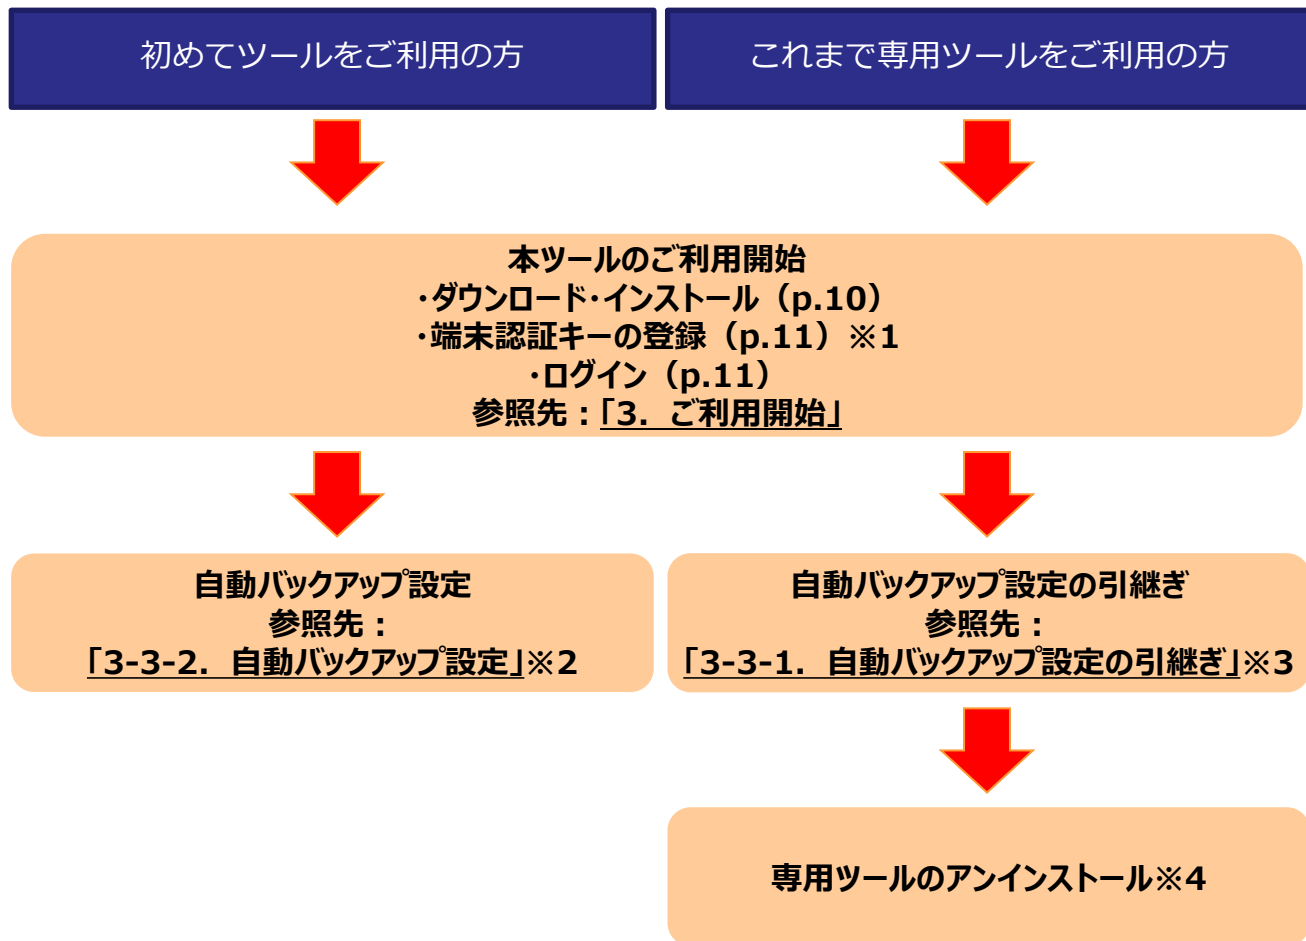 初めてツールをご利用の方
これまで専用ツールをご利用の方
本ツールのご利用開始
・ダウンロード・インストール（p.10）
・端末認証キーの登録（p.11）※1
・ログイン（p.11）
参照先：「3．ご利用開始」
自動バックアップ設定
参照先：
「3-3-2．自動バックアップ設定」※2
自動バックアップ設定の引継ぎ
参照先：
「3-3-1．自動バックアップ設定の引継ぎ」※3
専用ツールのアンインストール※4